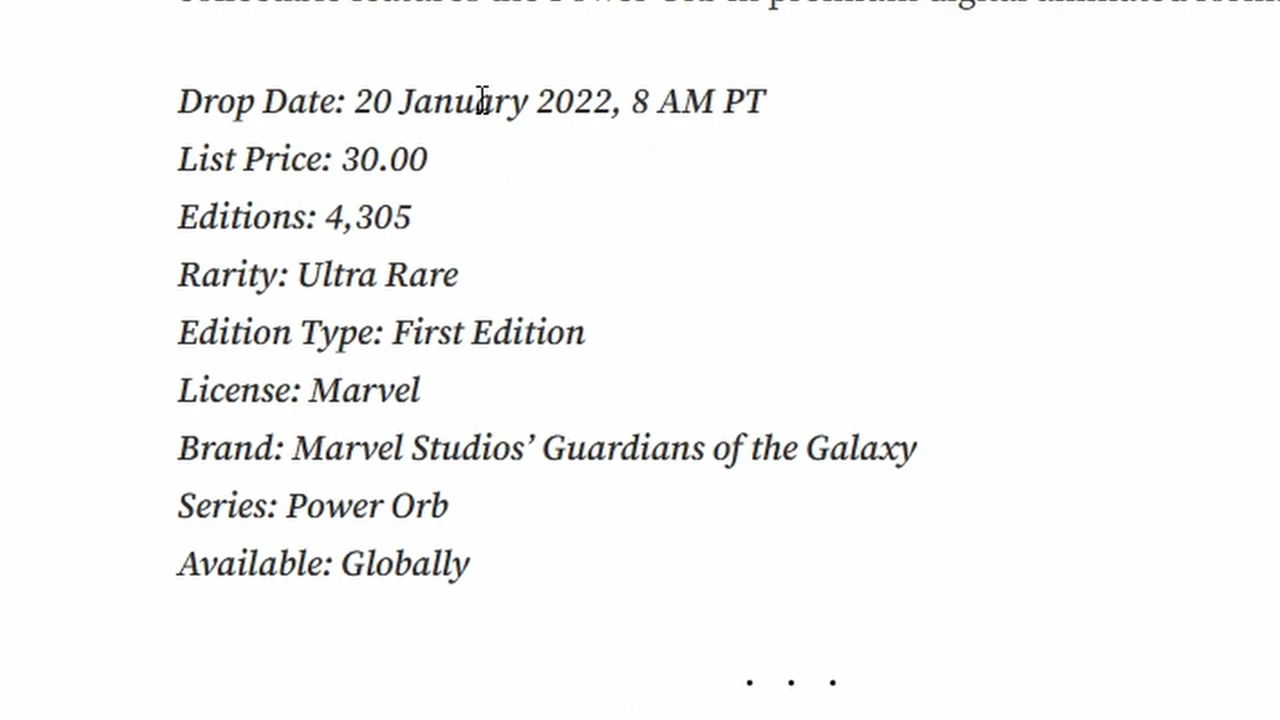 Drop Date: 20 January 2022, 8 AM PT
List Price: 30.00
Editions: 4,305
Rarity: Ultra Rare
Edition Type: First Edition
License: Marvel
Brand: Marvel Studios’ Guardians of the Galaxy
Series: Power Orb
Available: Globally
. . .